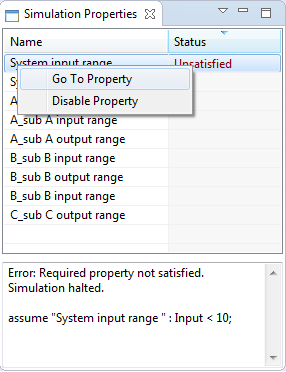 Simulation Properties
Name Status
System input range Unsatisfied
Go To Property
Disable Property
A_sub A input range
A_sub A output range
B_sub B input range
B_sub B output range
B_sub B input range
C_sub C output range
Error: Required property not satisfied.
Simulation halted.
assume "System input range " : Input < 10;